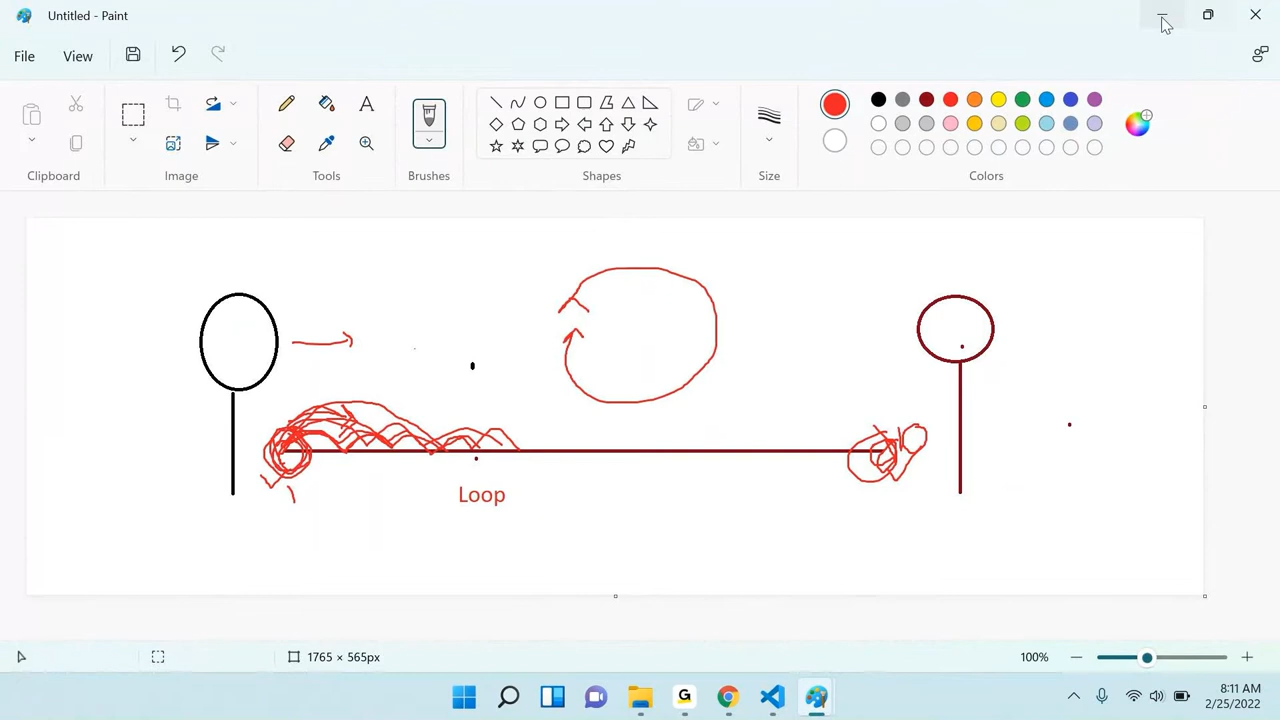 Untitled - Paint
File View
Clipboard Image Tools Brushes Shapes Size Colors
Loop
1765 × 565px 100%
8:11 AM
2/25/2022